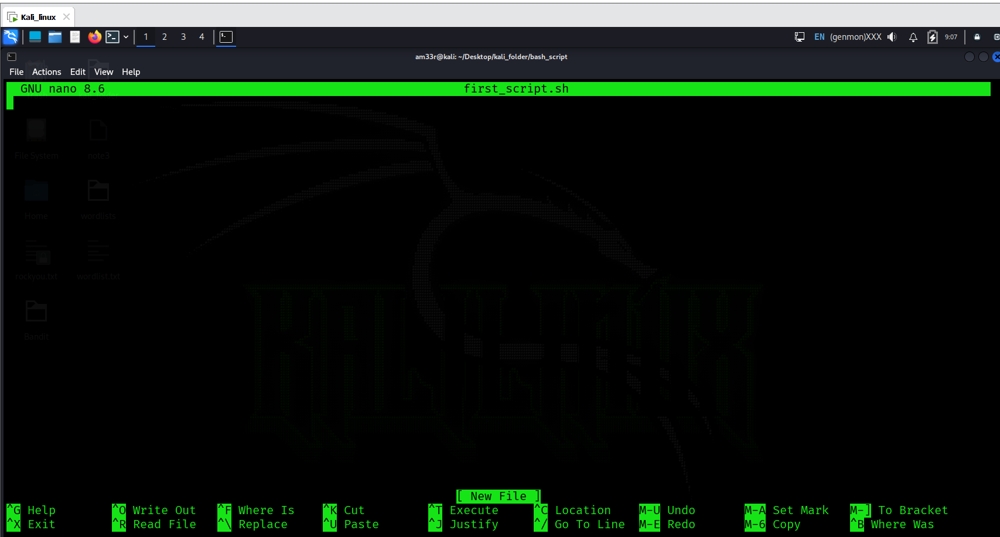 Kali_linux
1 2 3 4 EN (genmon)XXX 9:07
am33r@kali: ~/Desktop/kali_folder/bash_script
File Actions Edit View Help
GNU nano 8.6 first_script.sh
File System note3
Home wordlists
rockyou.txt wordlist.txt
Bandit
[ New File ]
^G Help ^O Write Out ^F Where Is ^K Cut ^T Execute ^C Location M-U Undo M-A Set Mark M-] To Bracket
^X Exit ^R Read File ^\ Replace ^U Paste ^J Justify ^/ Go To Line M-E Redo M-6 Copy ^B Where Was